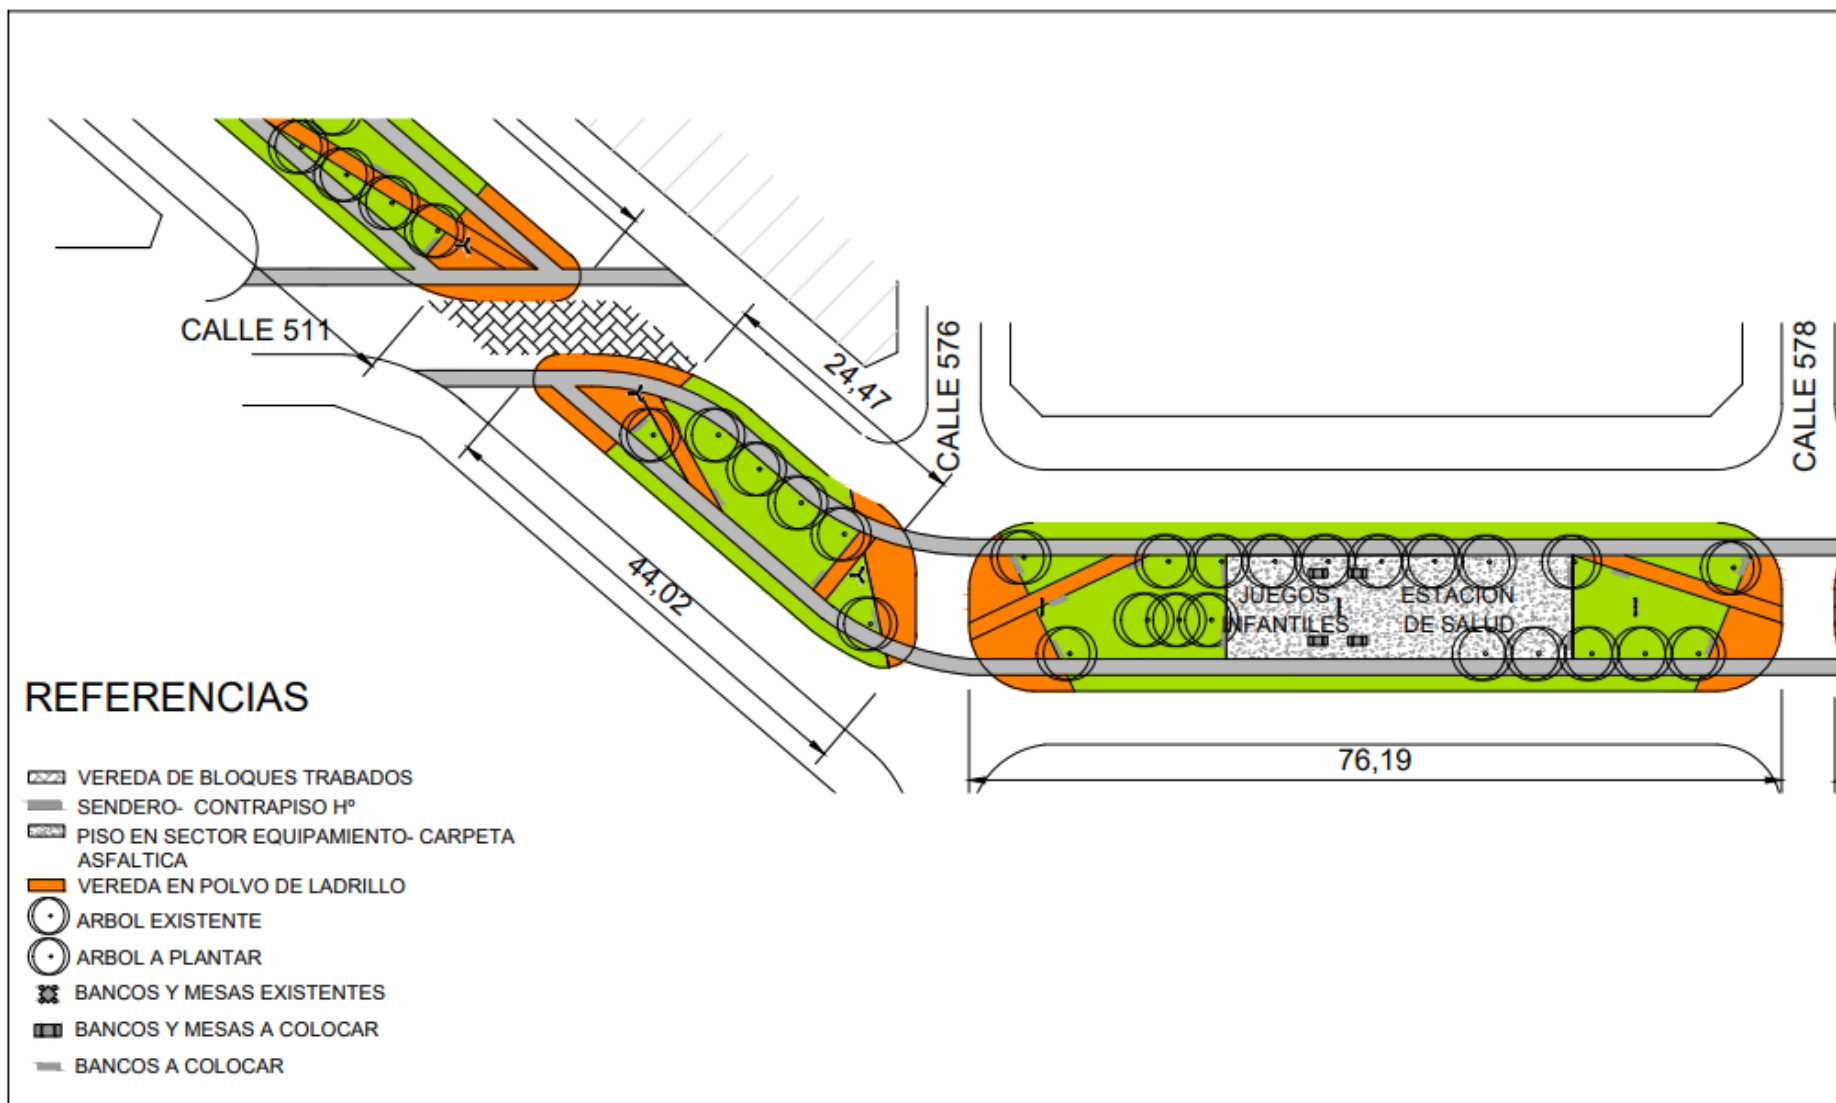 CALLE 511
24,47
CALLE 576
CALLE 578
44,02
JUEGOS
INFANTILES
ESTACION
DE SALUD
76,19
REFERENCIAS
VEREDA DE BLOQUES TRABADOS
SENDERO- CONTRAPISO Hº
PISO EN SECTOR EQUIPAMIENTO- CARPETA
ASFALTICA
VEREDA EN POLVO DE LADRILLO
ARBOL EXISTENTE
ARBOL A PLANTAR
BANCOS Y MESAS EXISTENTES
BANCOS Y MESAS A COLOCAR
BANCOS A COLOCAR